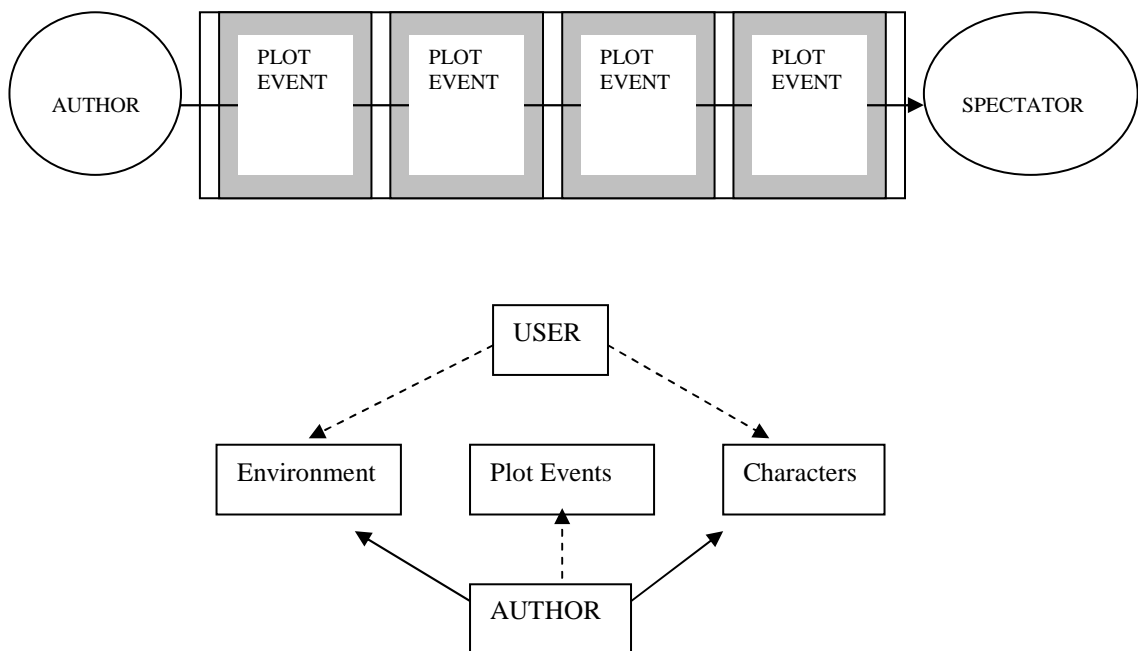 AUTHOR
PLOT
EVENT
PLOT
EVENT
PLOT
EVENT
PLOT
EVENT
SPECTATOR
USER
Environment
Plot Events
Characters
AUTHOR